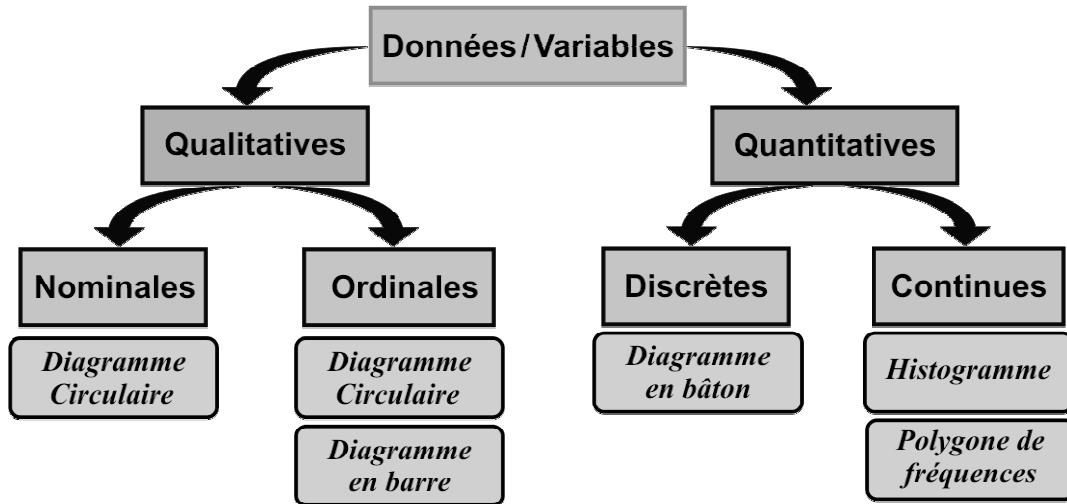 Données/Variables
Qualitatives
Quantitatives
Nominales
Ordinales
Discrètes
Continues
Diagramme
Circulaire
Diagramme
Circulaire
Diagramme
en barre
Diagramme
en bâton
Histogramme
Polygone de
fréquences